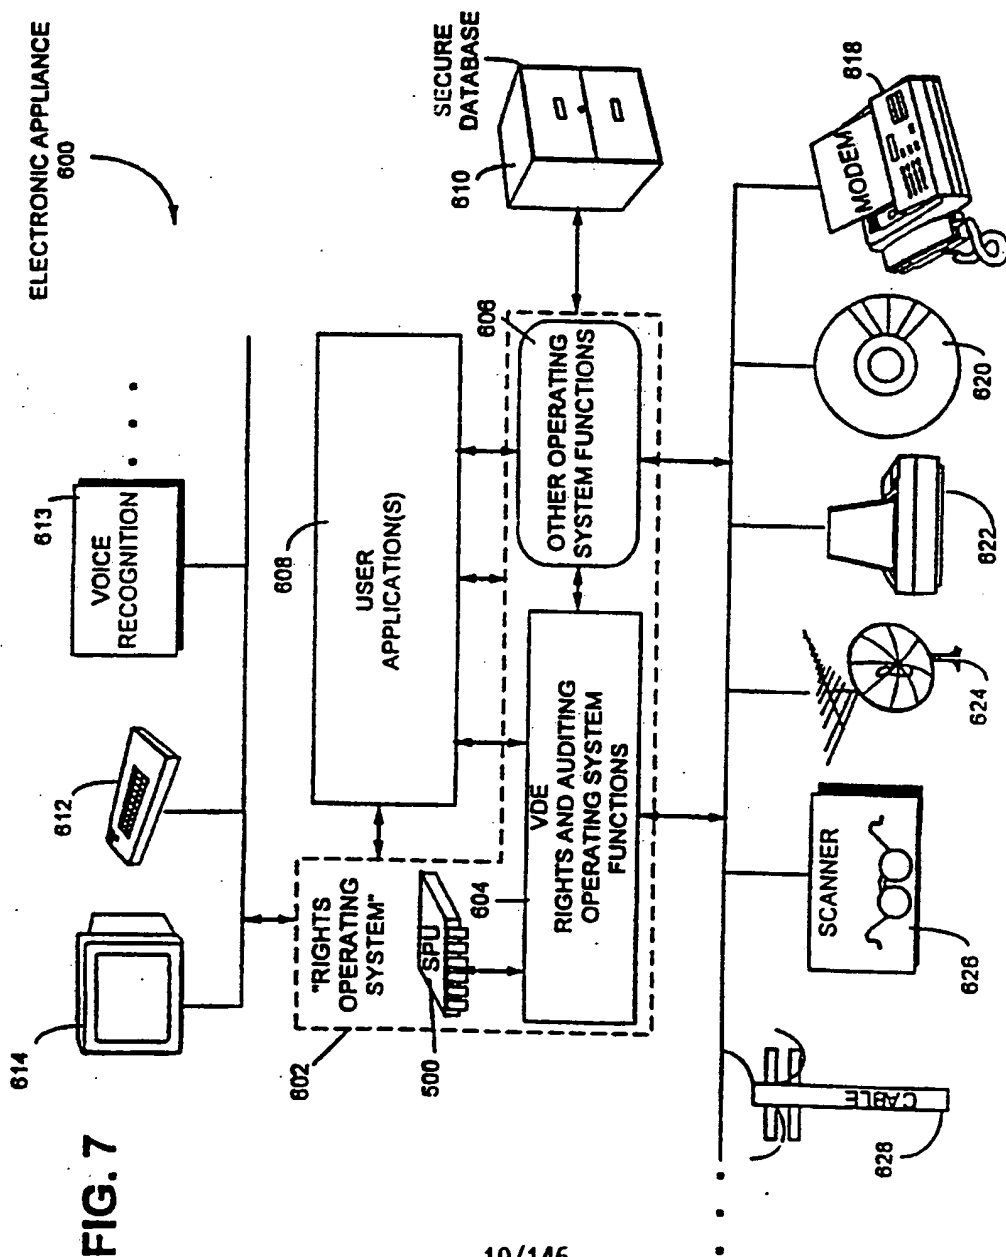 FIG. 7
ELECTRONIC APPLIANCE
600
614
612
613
VOICE
RECOGNITION
602
"RIGHTS
OPERATING
SYSTEM"
608
USER
APPLICATION(S)
SECURE
DATABASE
610
500
SPU
604
VDE
RIGHTS AND AUDITING
OPERATING SYSTEM
FUNCTIONS
606
OTHER OPERATING
SYSTEM FUNCTIONS
CABLE
628
SCANNER
628
624
622
620
MODEM
618
10/146